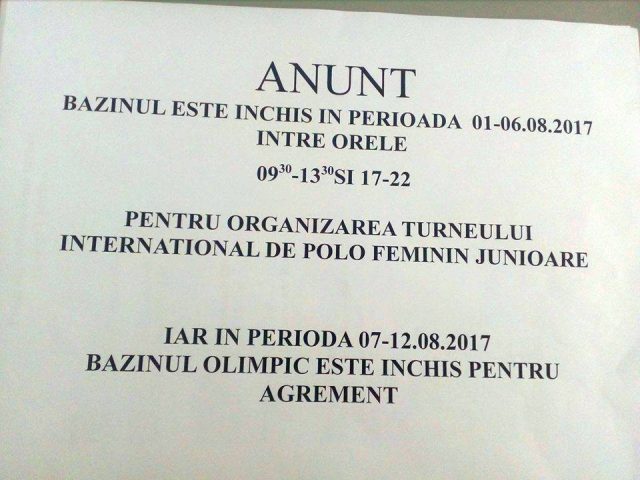 ANUNT
BAZINUL ESTE INCHIS IN PERIOADA 01-06.08.2017
INTRE ORELE
09³⁰-13³⁰SI 17-22
PENTRU ORGANIZAREA TURNEULUI
INTERNATIONAL DE POLO FEMININ JUNIOARE
IAR IN PERIODA 07-12.08.2017
BAZINUL OLIMPIC ESTE INCHIS PENTRU
AGREMENT